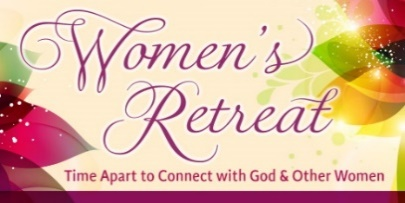 Women's
Retreat
Time Apart to Connect with God & Other Women